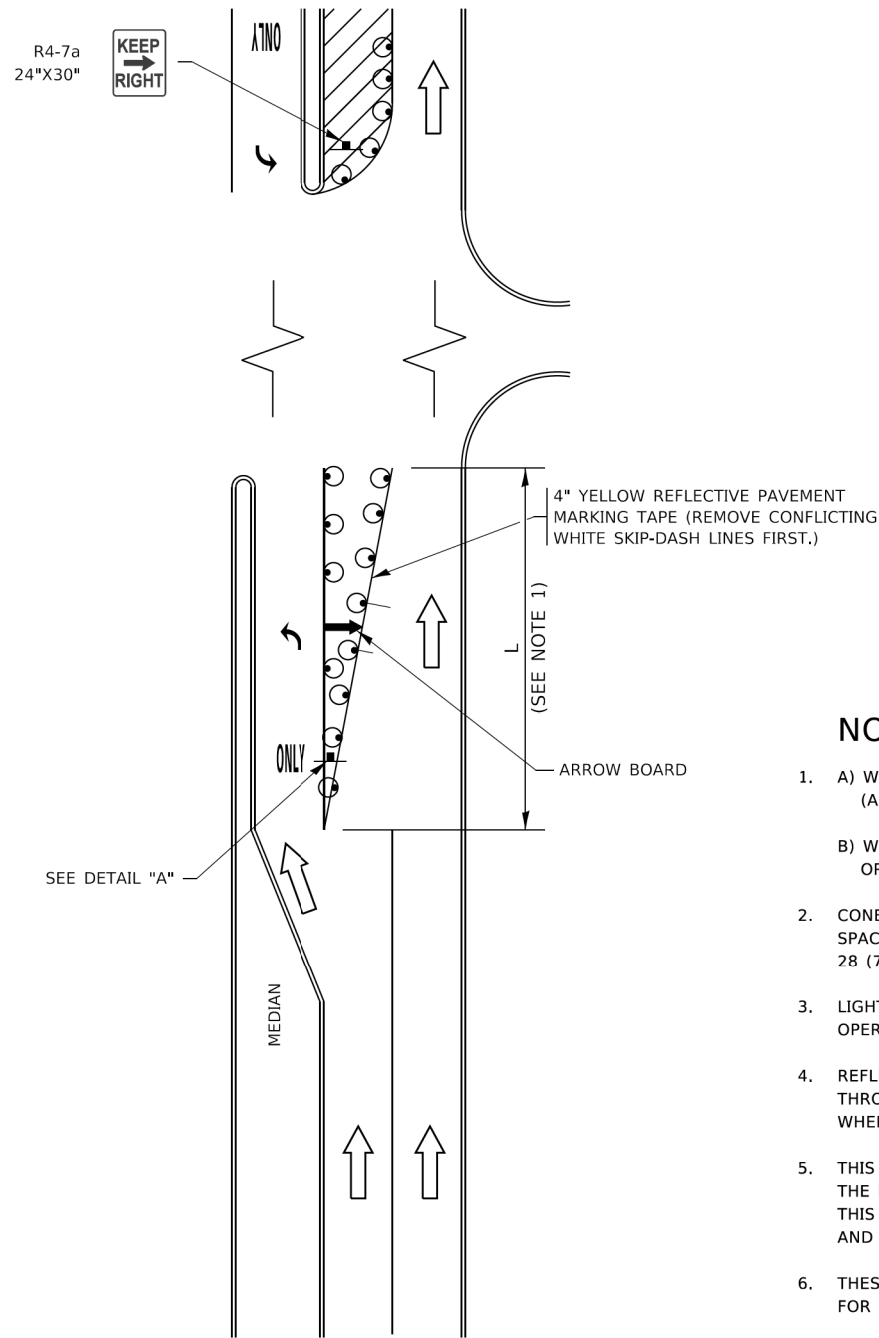 R4-7a
24"X30"
KEEP
RIGHT
ONLY
4" YELLOW REFLECTIVE PAVEMENT
MARKING TAPE (REMOVE CONFLICTING
WHITE SKIP-DASH LINES FIRST.)
L
(SEE NOTE 1)
ONLY
ARROW BOARD
SEE DETAIL "A"
MEDIAN
1. A) W
(A
B) W
OF
2. CONE
SPAC
28 (7
3. LIGHT
OPER
4. REFL
THRO
WHE
5. THIS
THE
THIS
AND
6. THES
FOR